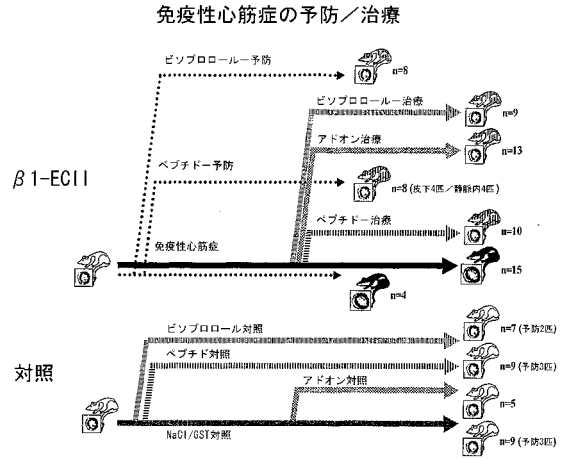 免疫性心筋症の予防／治療
ビソプロロールー予防
n=8
ビソプロロールー治療
n=9
アドオン治療
n=13
β1-ECII
ペプチドー予防
n=8 (皮下4匹／静脈内4匹)
ペプチドー治療
n=10
免疫性心筋症
n=15
n=4
ビソプロロール対照
n=7 (予防2匹)
ペプチド対照
n=9 (予防3匹)
対照
アドオン対照
n=5
NaCl/GST対照
n=9 (予防3匹)